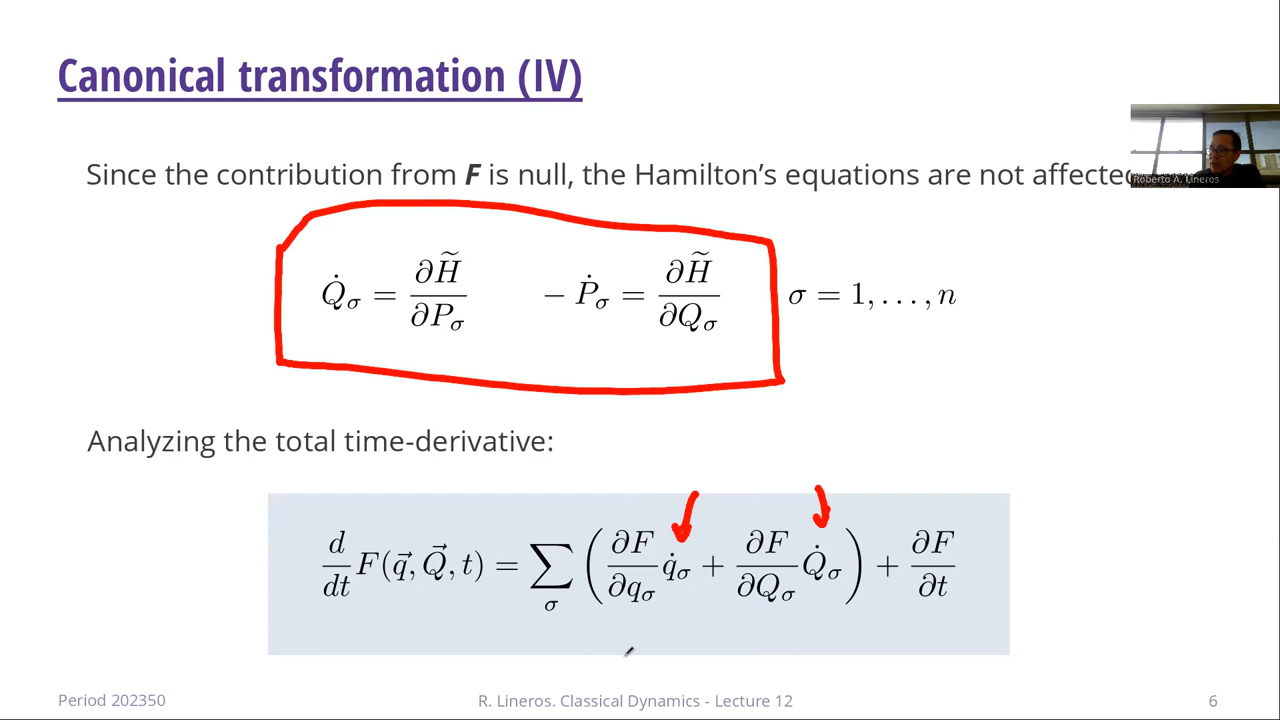 Canonical transformation (IV)
Since the contribution from F is null, the Hamilton's equations are not affected
Roberto A. Lineros
Q̇_σ = ∂H̃/∂P_σ  − Ṗ_σ = ∂H̃/∂Q_σ  σ = 1, . . . , n
Analyzing the total time-derivative:
d/dt F(q⃗, Q⃗, t) = ∑_σ (∂F/∂q_σ q̇_σ + ∂F/∂Q_σ Q̇_σ) + ∂F/∂t
Period 202350
R. Lineros. Classical Dynamics - Lecture 12
6